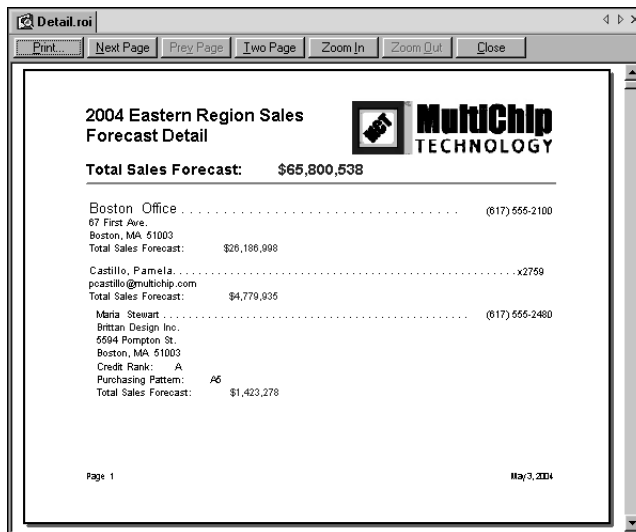 Detail.roi
Print... Next Page Prev Page Two Page Zoom In Zoom Out Close
2004 Eastern Region Sales
Forecast Detail
MultiChip
TECHNOLOGY
Total Sales Forecast: $65,800,538
Boston Office . . . . . . . . . . . . . . . . . . . . . . . . . . . . . . . . . . . (617) 555-2100
67 First Ave.
Boston, MA 51003
Total Sales Forecast: $26,186,998
Castillo, Pamela. . . . . . . . . . . . . . . . . . . . . . . . . . . . . . . . . . . x2759
pcastillo@multichip.com
Total Sales Forecast: $4,779,935
Maria Stewart . . . . . . . . . . . . . . . . . . . . . . . . . . . . . . . . . . . (617) 555-2480
Brittan Design Inc.
5594 Pompton St.
Boston, MA 51003
Credit Rank: A
Purchasing Pattern: A5
Total Sales Forecast: $1,423,278
Page 1 May 3, 2004